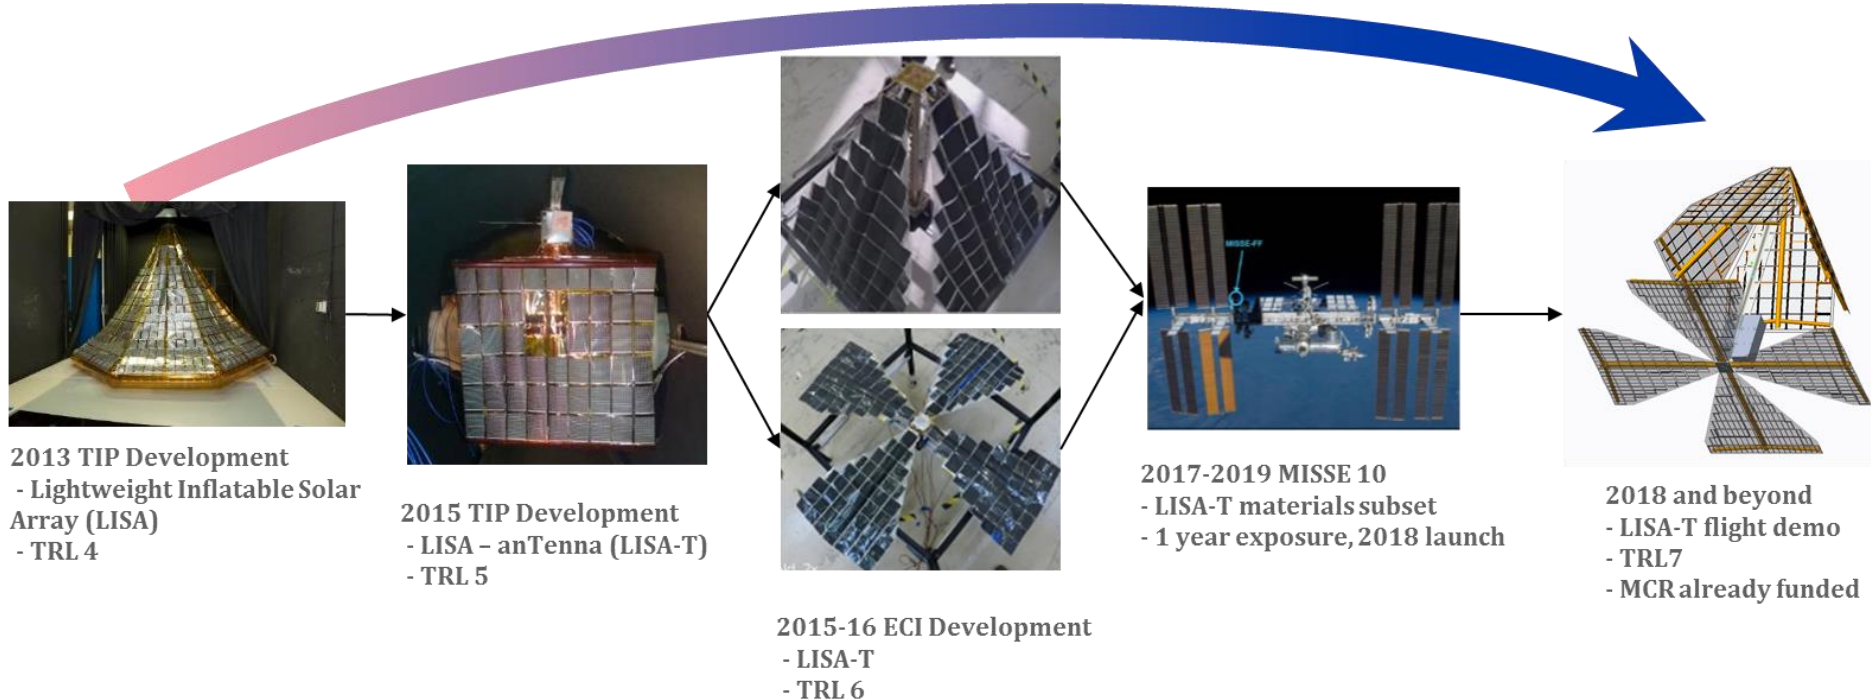 2013 TIP Development
- Lightweight Inflatable Solar
Array (LISA)
- TRL 4
2015 TIP Development
- LISA – anTenna (LISA-T)
- TRL 5
2015-16 ECI Development
- LISA-T
- TRL 6
MISSE-FF
2017-2019 MISSE 10
- LISA-T materials subset
- 1 year exposure, 2018 launch
2018 and beyond
- LISA-T flight demo
- TRL7
- MCR already funded